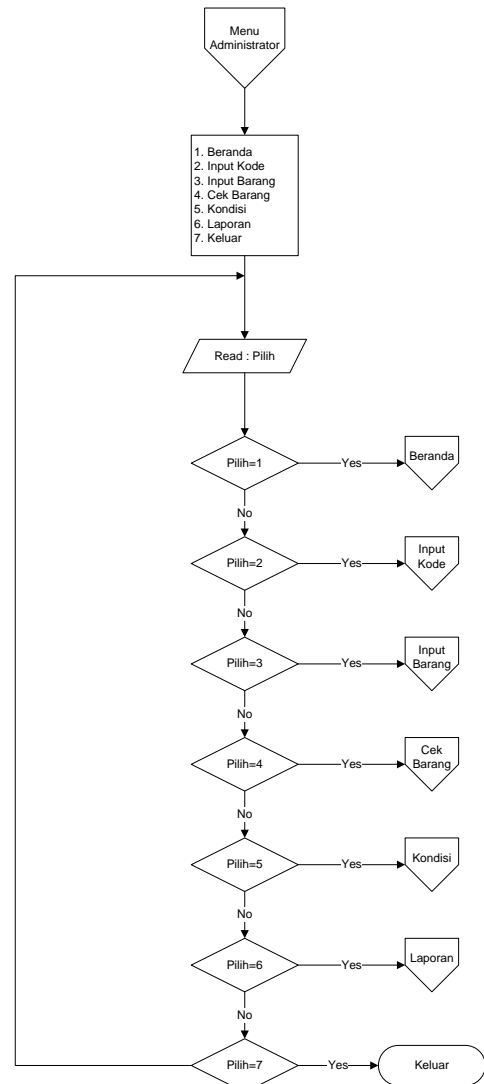 Menu
Administrator
1. Beranda
2. Input Kode
3. Input Barang
4. Cek Barang
5. Kondisi
6. Laporan
7. Keluar
Read : Pilih
Pilih=1
Yes
Beranda
No
Pilih=2
Yes
Input
Kode
No
Pilih=3
Yes
Input
Barang
No
Pilih=4
Yes
Cek
Barang
No
Pilih=5
Yes
Kondisi
No
Pilih=6
Yes
Laporan
No
Pilih=7
Yes
Keluar